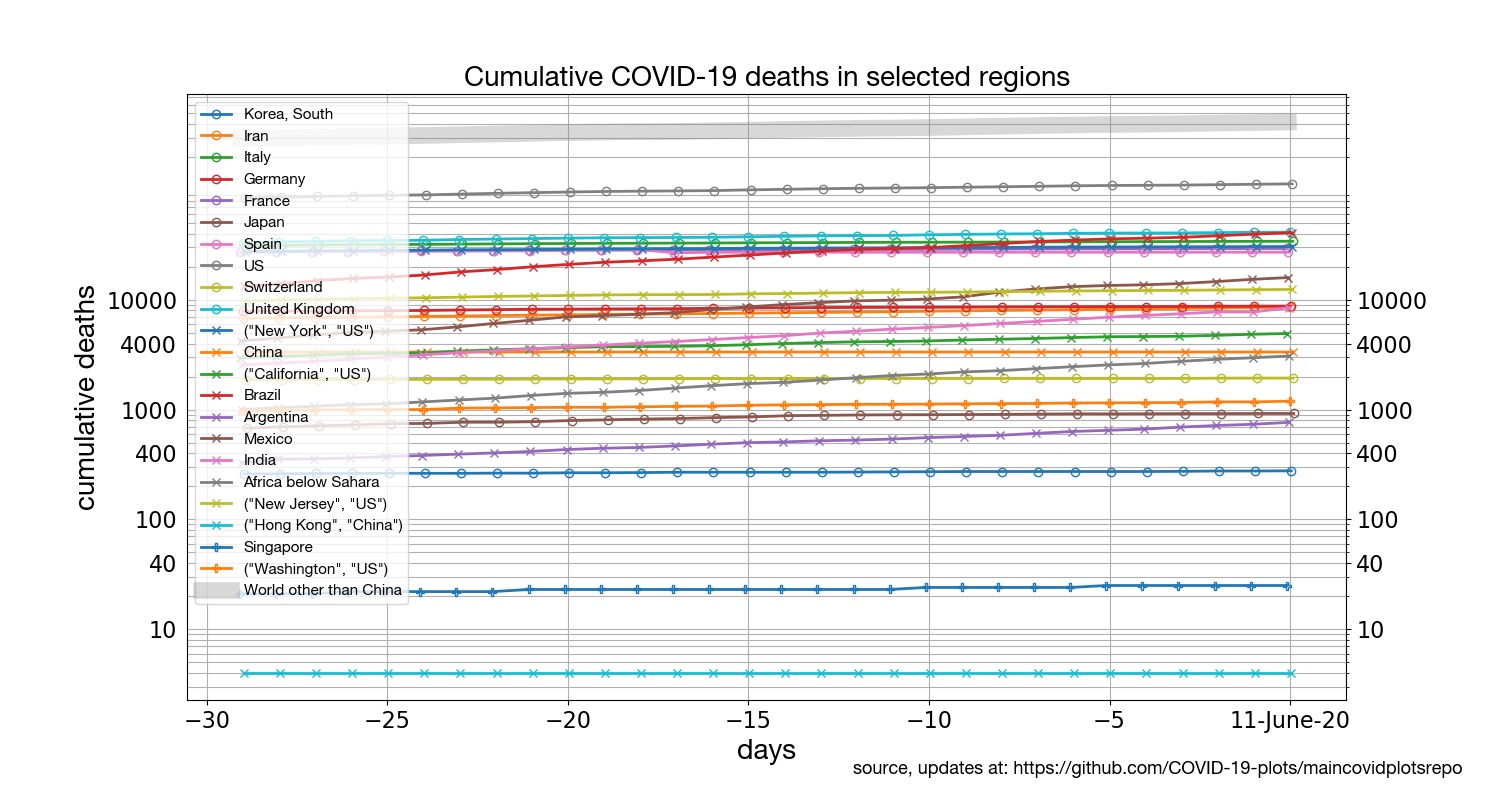 Cumulative COVID-19 deaths in selected regions
Korea, South
Iran
Italy
Germany
France
Japan
Spain
US
Switzerland
United Kingdom
("New York", "US")
China
("California", "US")
Brazil
Argentina
Mexico
India
Africa below Sahara
("New Jersey", "US")
("Hong Kong", "China")
Singapore
("Washington", "US")
World other than China
cumulative deaths
10000
4000
1000
400
100
40
10
10000
4000
1000
400
100
40
10
−30 −25 −20 −15 −10 −5 11-June-20
days
source, updates at: https://github.com/COVID-19-plots/maincovidplotsrepo